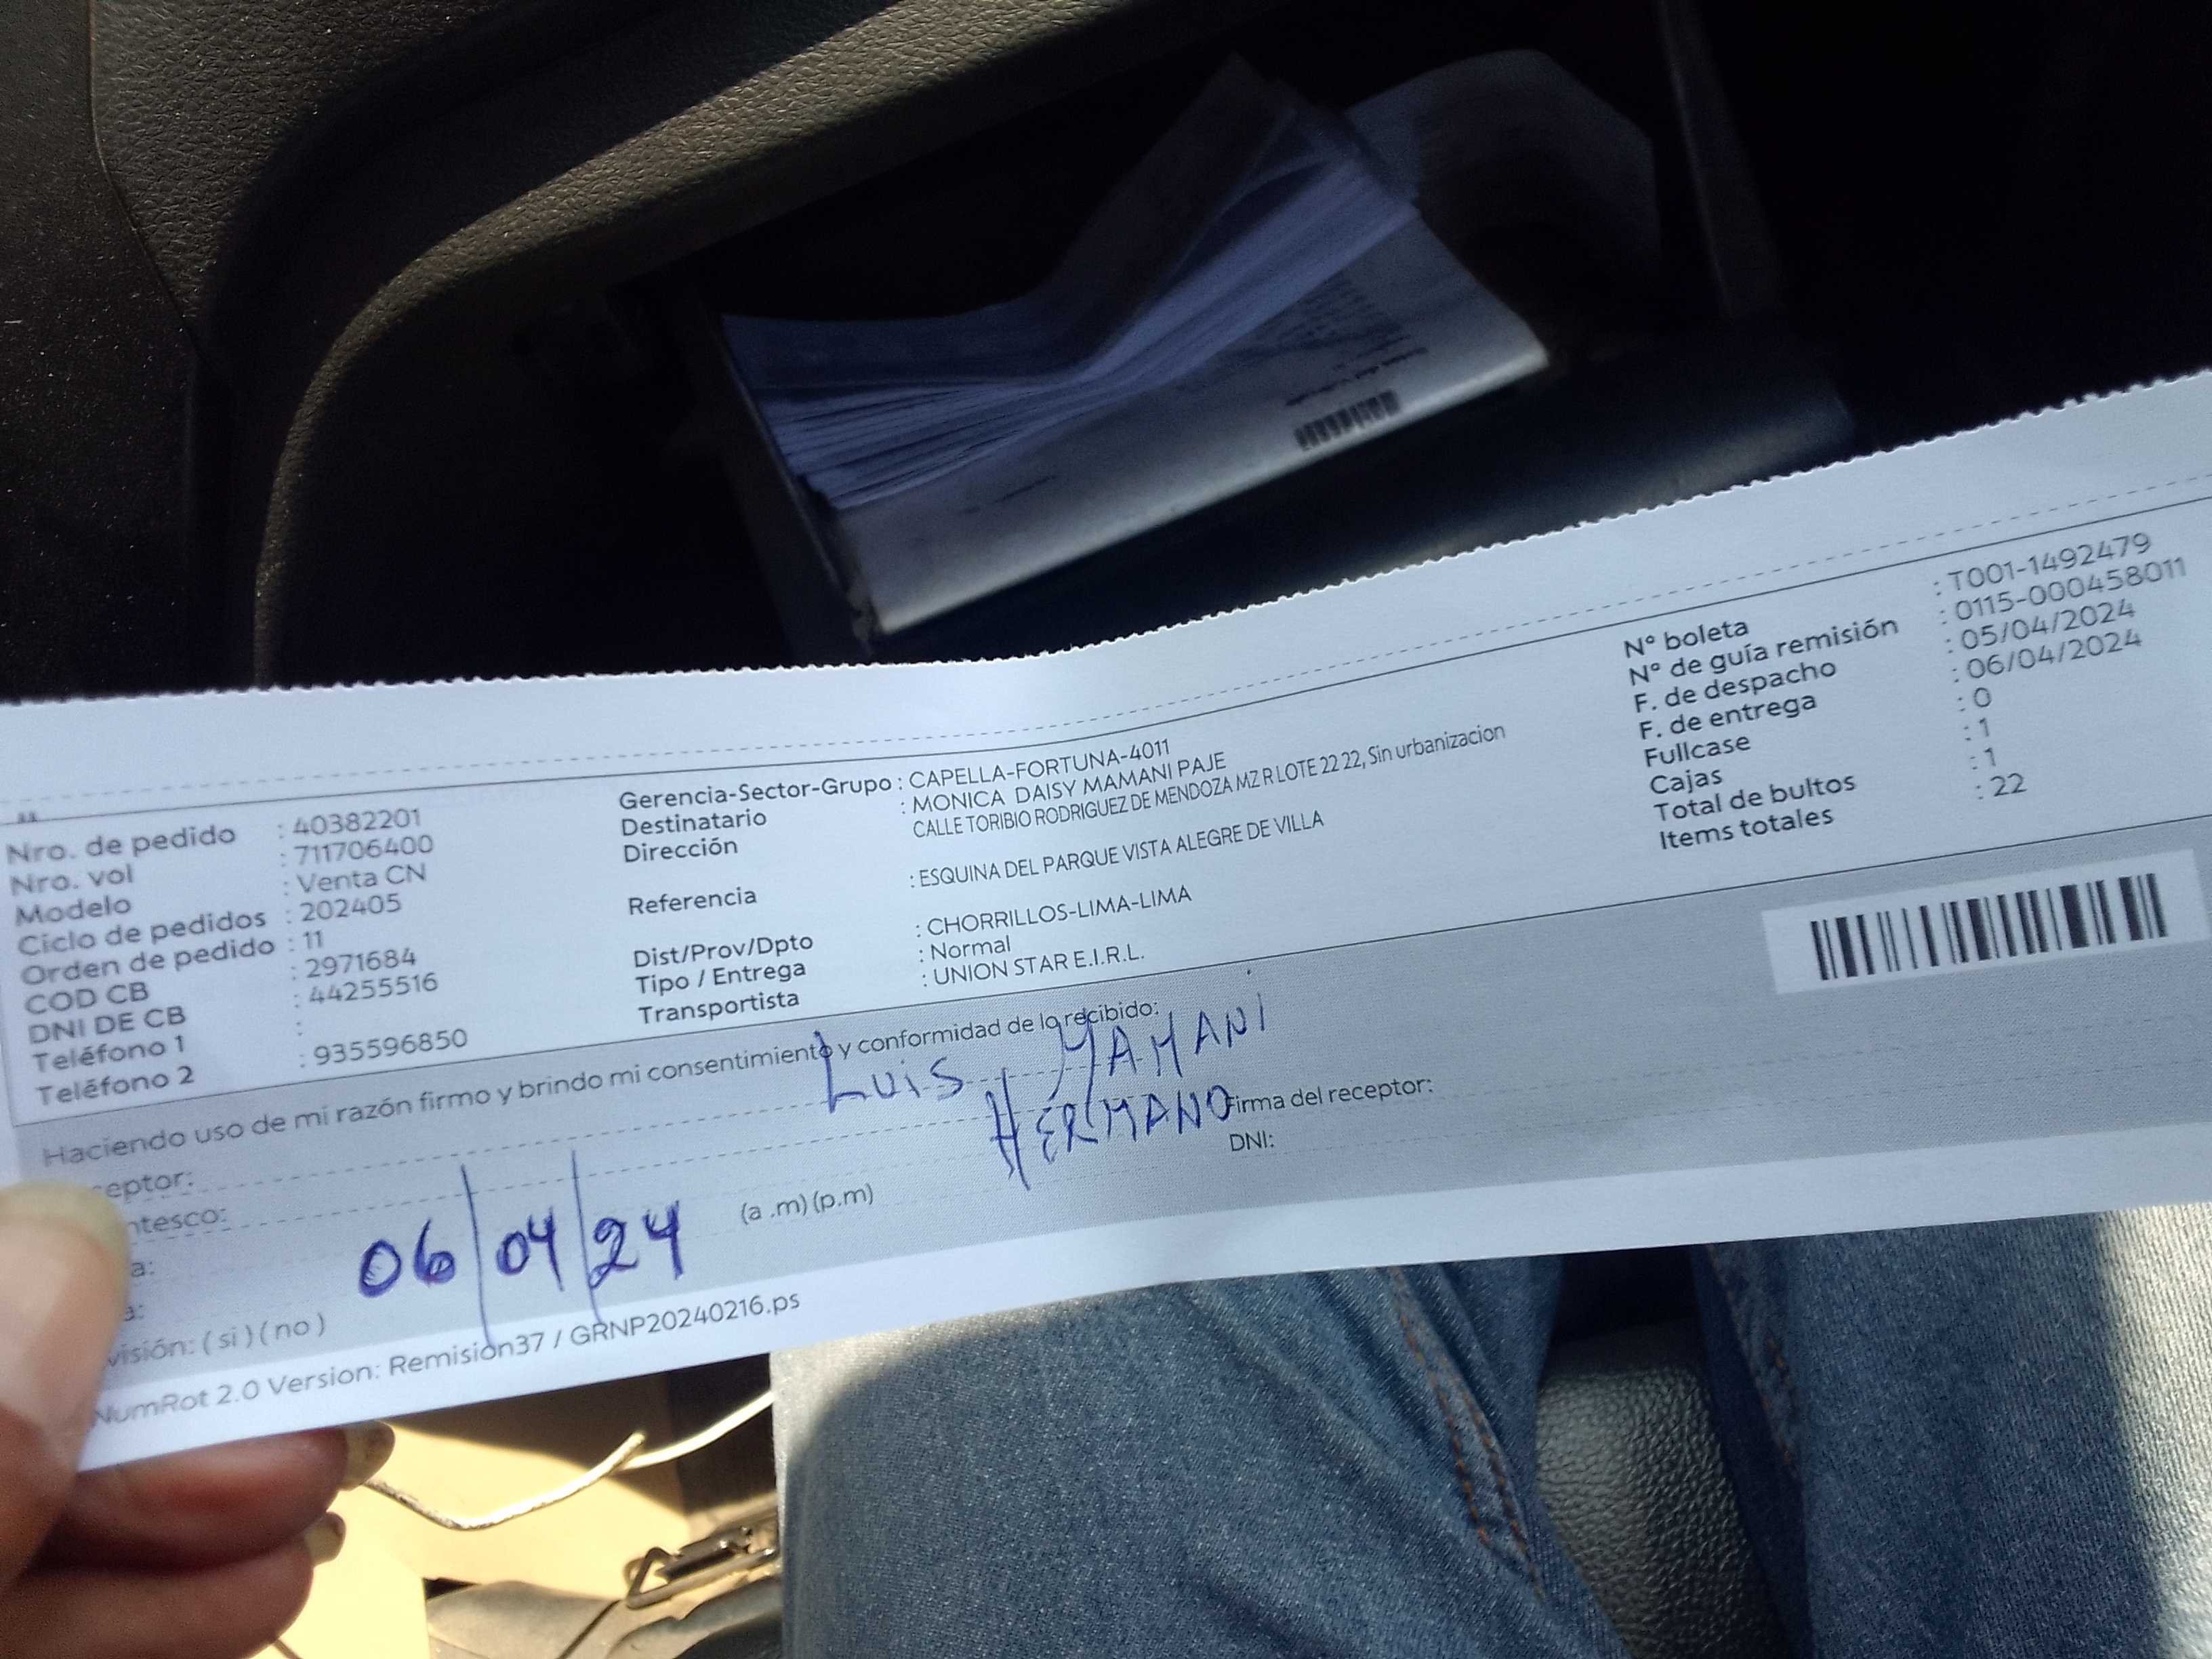 Nro. de pedido : 40382201
Nro. vol : 711706400
Modelo : Venta CN
Ciclo de pedidos : 202405
Orden de pedido : 11
COD CB : 2971684
DNI DE CB : 44255516
Teléfono 1 :
Teléfono 2 : 935596850
Gerencia-Sector-Grupo : CAPELLA-FORTUNA-4011
Destinatario : MONICA DAISY MAMANI PAJE
Dirección CALLE TORIBIO RODRIGUEZ DE MENDOZA MZ R LOTE 22 22, Sin urbanizacion
Referencia : ESQUINA DEL PARQUE VISTA ALEGRE DE VILLA
Dist/Prov/Dpto : CHORRILLOS-LIMA-LIMA
Tipo / Entrega : Normal
Transportista : UNION STAR E.I.R.L.
N° boleta : T001-1492479
N° de guía remisión : 0115-000458011
F. de despacho : 05/04/2024
F. de entrega : 06/04/2024
Fullcase : 0
Cajas : 1
Total de bultos : 1
Items totales : 22
Haciendo uso de mi razón firmo y brindo mi consentimiento y conformidad de lo recibido:
ceptor: LUIS MAMANI
ntesco: HERMANO
Firma del receptor:
DNI:
a: 06/04/24
a: (a .m) (p.m)
visión: ( si ) ( no )
NumRot 2.0 Version: Remision37 / GRNP20240216.ps